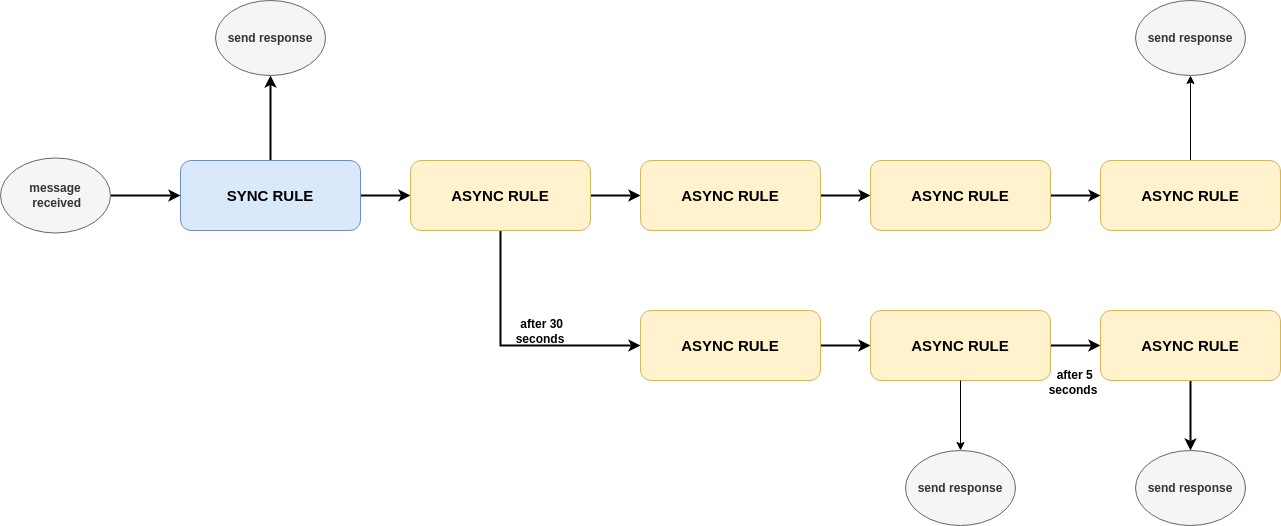 send response
send response
message
received
SYNC RULE
ASYNC RULE
ASYNC RULE
ASYNC RULE
ASYNC RULE
after 30
seconds
ASYNC RULE
ASYNC RULE
ASYNC RULE
after 5
seconds
send response
send response